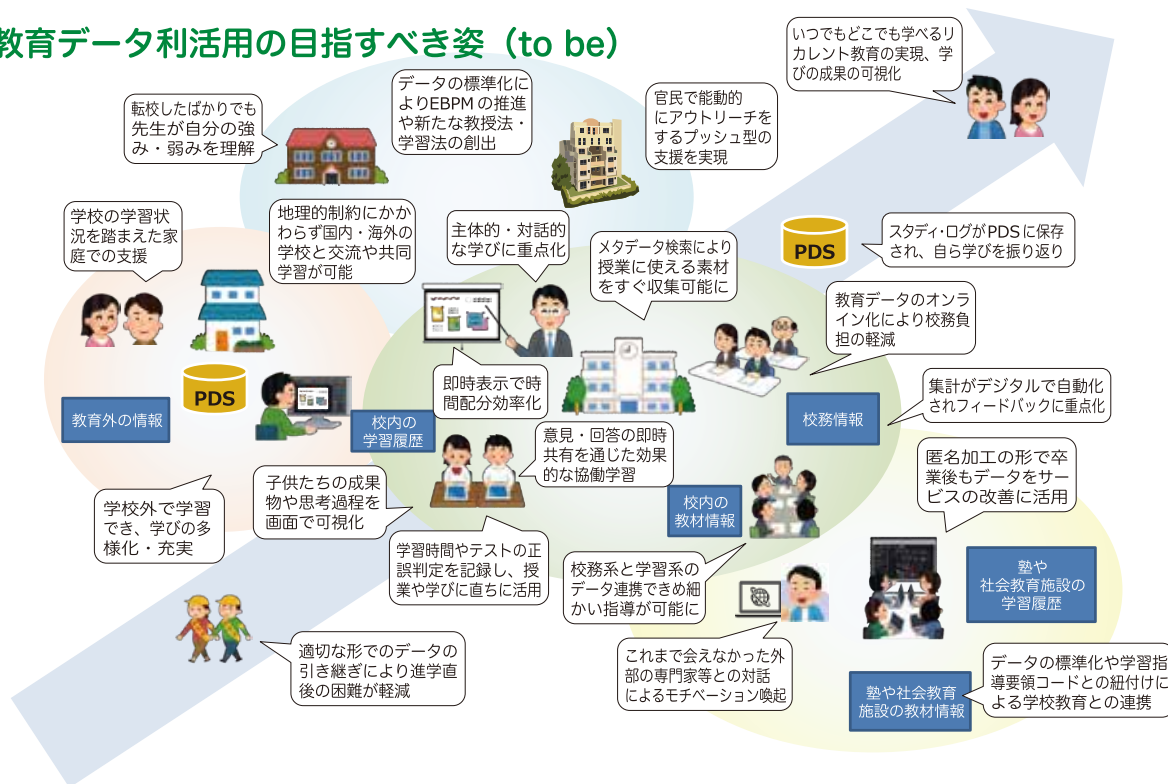 教育データ利活用の目指すべき姿（to be）
いつでもどこでも学べるリ
カレント教育の実現、学
びの成果の可視化
転校したばかりでも
先生が自分の強
み・弱みを理解
データの標準化に
よりEBPMの推進
や新たな教授法・
学習法の創出
官民で能動的
にアウトリーチを
するプッシュ型の
支援を実現
学校の学習状
況を踏まえた家
庭での支援
地理的制約にかか
わらず国内・海外の
学校と交流や共同
学習が可能
主体的・対話的
な学びに重点化
メタデータ検索により
授業に使える素材
をすぐ収集可能に
PDS
スタディ・ログがPDSに保存
され、自ら学びを振り返り
教育データのオンラ
イン化により校務負
担の軽減
PDS
教育外の情報
即時表示で時
間配分効率化
校内の
学習履歴
校務情報
集計がデジタルで自動化
されフィードバックに重点化
意見・回答の即時
共有を通じた効果
的な協働学習
匿名加工の形で卒
業後もデータをサー
ビスの改善に活用
子供たちの成果
物や思考過程を
画面で可視化
学校外で学習
でき、学びの多
様化・充実
校内の
教材情報
学習時間やテストの正
誤判定を記録し、授
業や学びに直ちに活用
校務系と学習系の
データ連携できめ細
かい指導が可能に
塾や
社会教育施設の
学習履歴
適切な形でのデータの
引き継ぎにより進学直
後の困難が軽減
これまで会えなかった外
部の専門家等との対話
によるモチベーション喚起
塾や社会教育
施設の教材情報
データの標準化や学習指
導要領コードとの紐付けに
よる学校教育との連携